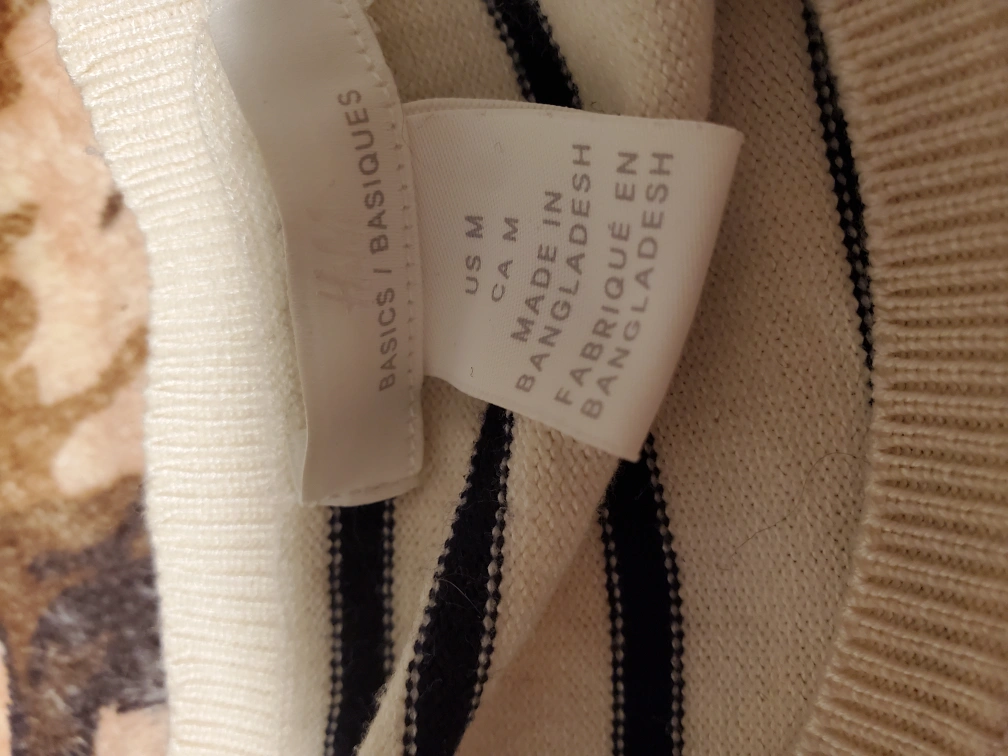 BASICS / BASIQUES
US M
CA M
MADE IN
BANGLADESH
FABRIQUÉ EN
BANGLADESH